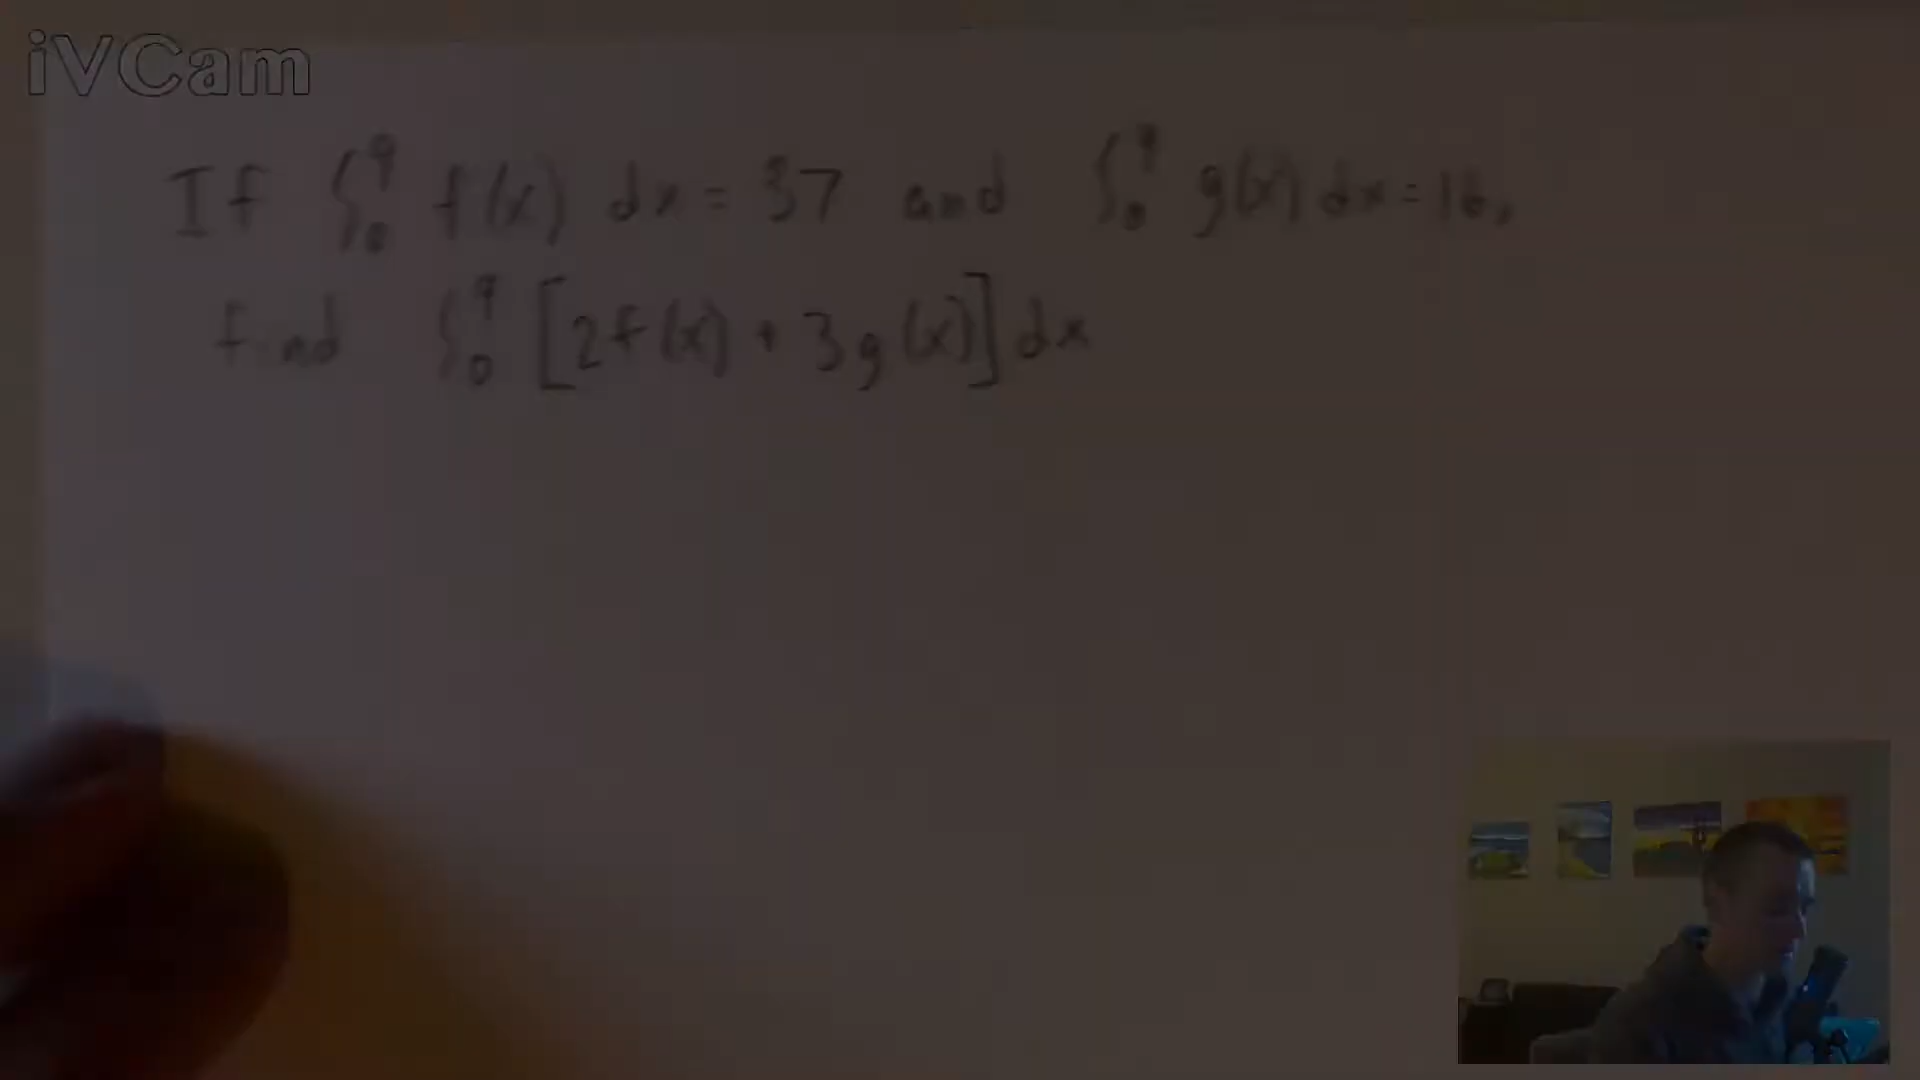 iVCam
If ∫₀⁹ f(x) dx = 37 and ∫₀⁹ g(x) dx = 16,
find ∫₀⁹ [2f(x) + 3g(x)] dx